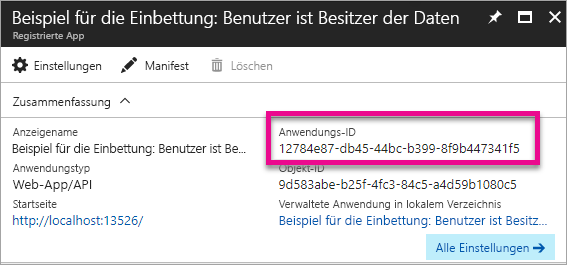 Beispiel für die Einbettung: Benutzer ist Besitzer der Daten
Registrierte App
Einstellungen Manifest Löschen
Zusammenfassung
Anzeigename
Beispiel für die Einbettung: Benutzer ist Be...
Anwendungstyp
Web-App/API
Startseite
http://localhost:13526/
Anwendungs-ID
12784e87-db45-44bc-b399-8f9b447341f5
Objekt-ID
9d583abe-b25f-4fc3-84c5-a4d59b1080c5
Verwaltete Anwendung in lokalem Verzeichnis
Beispiel für die Einbettung: Benutzer ist Besitz...
Alle Einstellungen